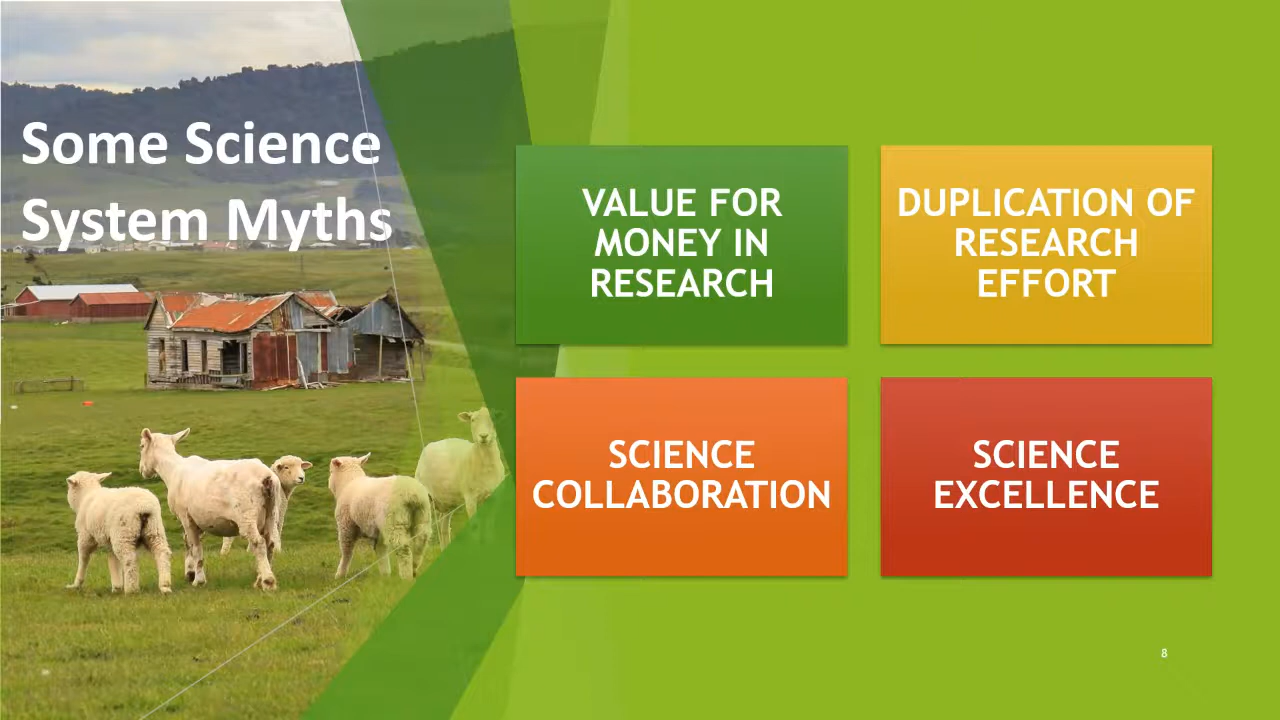 Some Science
System Myths
VALUE FOR
MONEY IN
RESEARCH
DUPLICATION OF
RESEARCH
EFFORT
SCIENCE
COLLABORATION
SCIENCE
EXCELLENCE
8